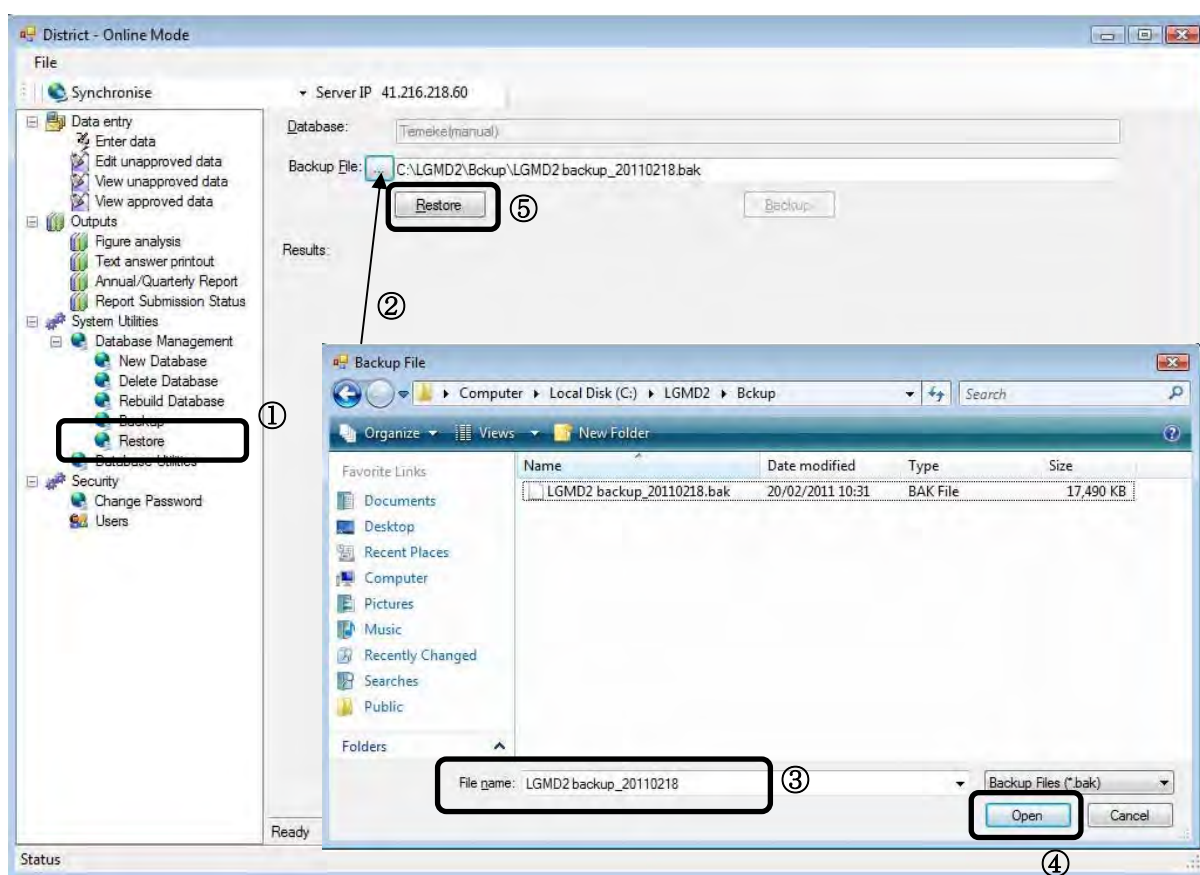 District - Online Mode
File
Synchronise
Server IP 41.216.218.60
Data entry
Enter data
Edit unapproved data
View unapproved data
View approved data
Outputs
Figure analysis
Text answer printout
Annual/Quarterly Report
Report Submission Status
System Utilities
Database Management
New Database
Delete Database
Rebuild Database
Backup
Restore
Database Utilities
Security
Change Password
Users
①
Database: Temeke(manual)
Backup File: ... C:\LGMD2\Bckup\LGMD2 backup_20110218.bak
Restore ⑤ Backup
Results:
②
Backup File
Computer Local Disk (C:) LGMD2 Bckup Search
Organize Views New Folder
Favorite Links
Documents
Desktop
Recent Places
Computer
Pictures
Music
Recently Changed
Searches
Public
Folders
Name Date modified Type Size
LGMD2 backup_20110218.bak 20/02/2011 10:31 BAK File 17,490 KB
File name: LGMD2 backup_20110218 ③ Backup Files (*.bak)
Open Cancel
④
Ready
Status